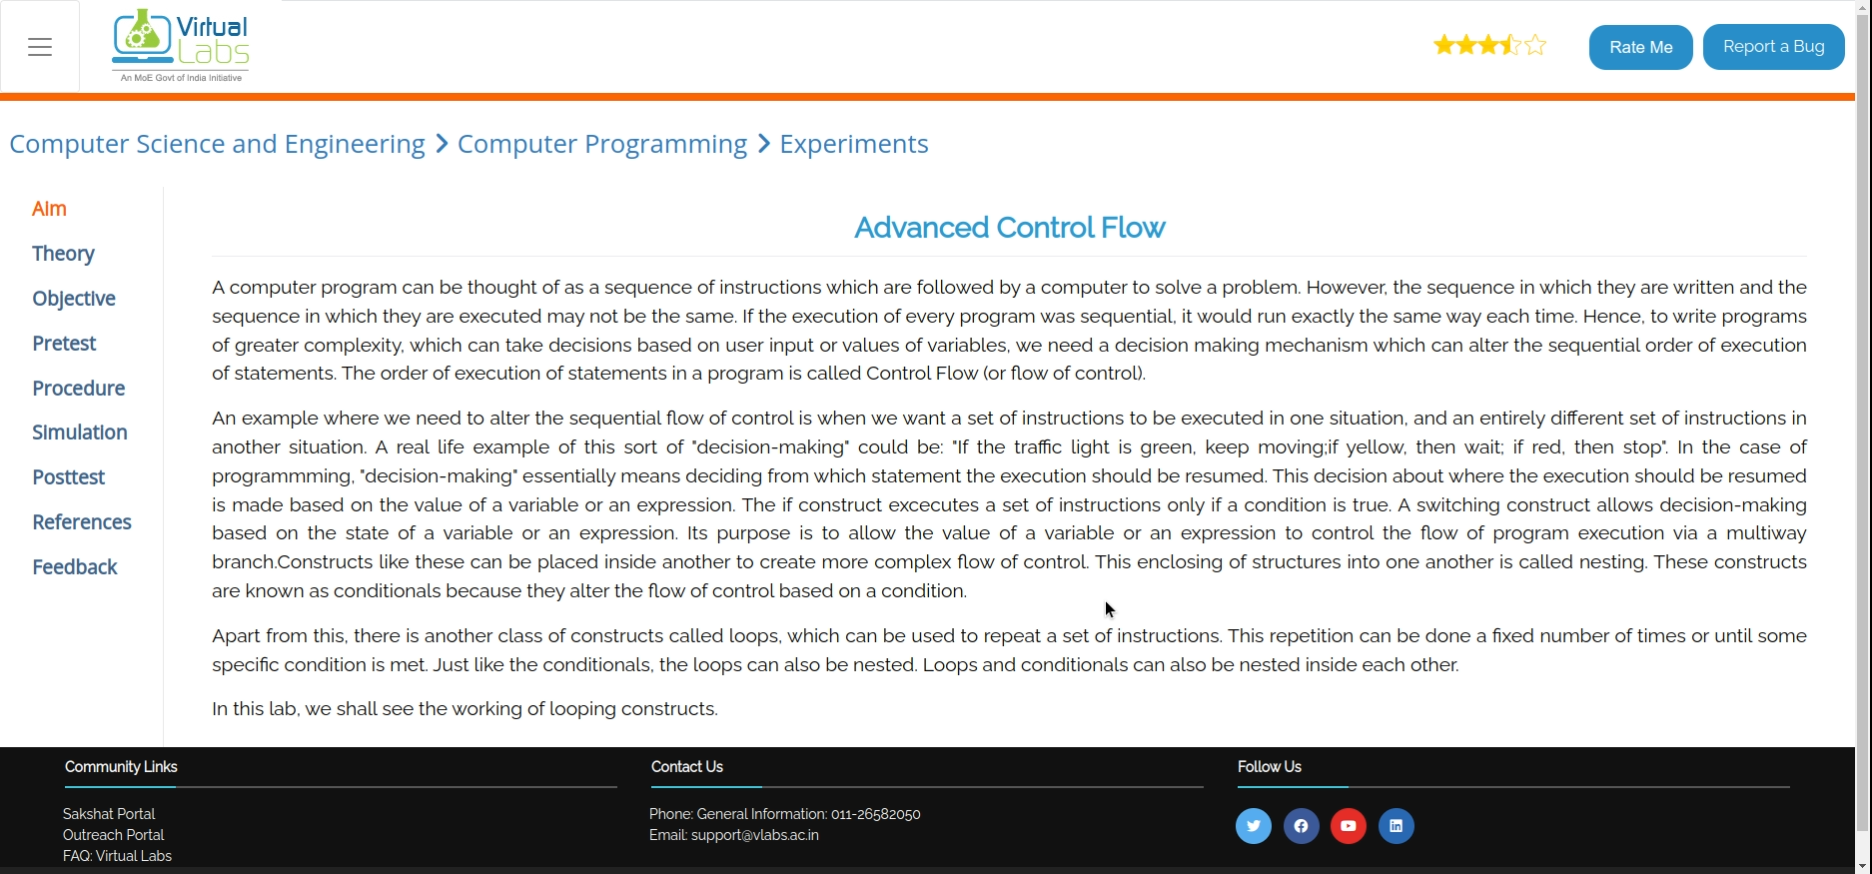 Virtual
Labs
An MoE Govt of India Initiative
Rate Me
Report a Bug
Computer Science and Engineering
Computer Programming
Experiments
Aim
Theory
Objective
Pretest
Procedure
Simulation
Posttest
References
Feedback
Advanced Control Flow
A computer program can be thought of as a sequence of instructions which are followed by a computer to solve a problem. However, the sequence in which they are written and the
sequence in which they are executed may not be the same. If the execution of every program was sequential, it would run exactly the same way each time. Hence, to write programs
of greater complexity, which can take decisions based on user input or values of variables, we need a decision making mechanism which can alter the sequential order of execution
of statements. The order of execution of statements in a program is called Control Flow (or flow of control).
An example where we need to alter the sequential flow of control is when we want a set of instructions to be executed in one situation, and an entirely different set of instructions in
another situation. A real life example of this sort of "decision-making" could be: "If the traffic light is green, keep moving;if yellow, then wait; if red, then stop". In the case of
programmming, "decision-making" essentially means deciding from which statement the execution should be resumed. This decision about where the execution should be resumed
is made based on the value of a variable or an expression. The if construct excecutes a set of instructions only if a condition is true. A switching construct allows decision-making
based on the state of a variable or an expression. Its purpose is to allow the value of a variable or an expression to control the flow of program execution via a multiway
branch.Constructs like these can be placed inside another to create more complex flow of control. This enclosing of structures into one another is called nesting. These constructs
are known as conditionals because they alter the flow of control based on a condition.
Apart from this, there is another class of constructs called loops, which can be used to repeat a set of instructions. This repetition can be done a fixed number of times or until some
specific condition is met. Just like the conditionals, the loops can also be nested. Loops and conditionals can also be nested inside each other.
In this lab, we shall see the working of looping constructs.
Community Links
Sakshat Portal
Outreach Portal
FAQ: Virtual Labs
Contact Us
Phone: General Information: 011-26582050
Email: support@vlabs.ac.in
Follow Us